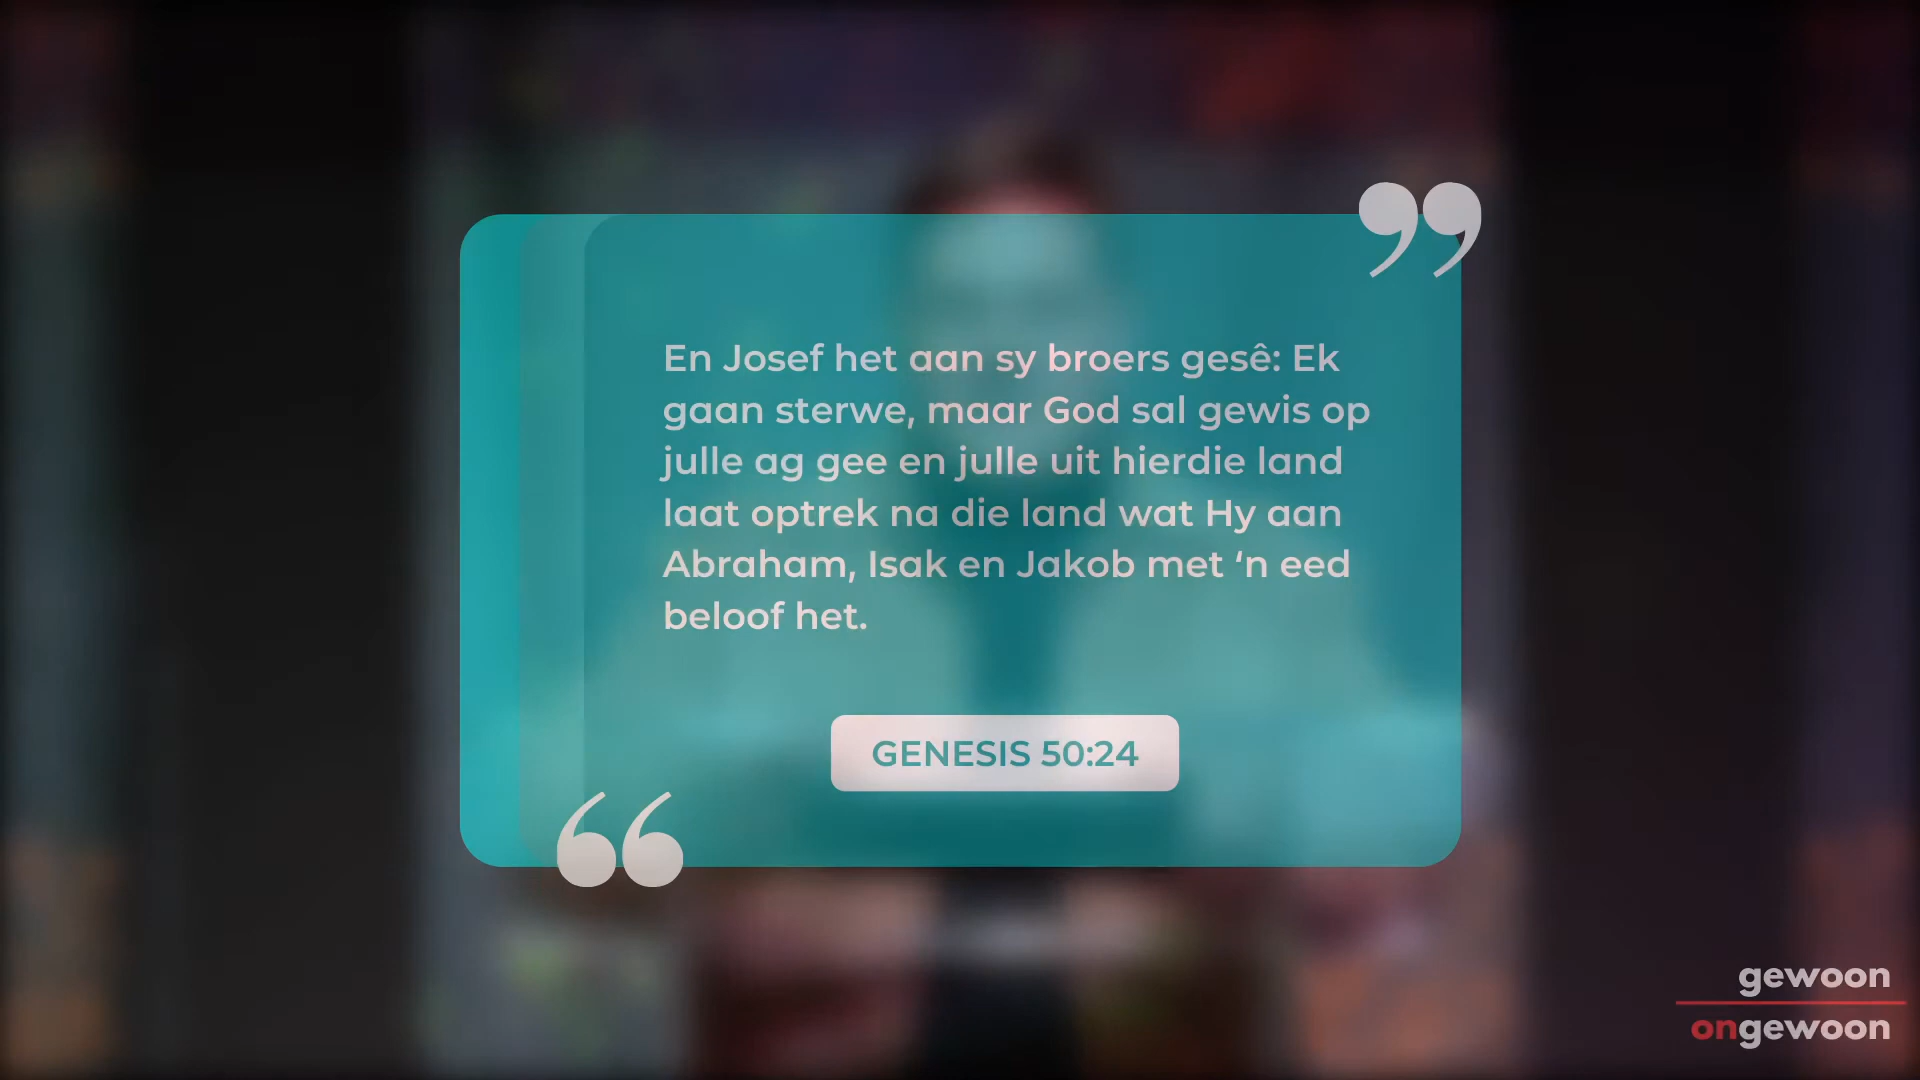 En Josef het aan sy broers gesê: Ek
gaan sterwe, maar God sal gewis op
julle ag gee en julle uit hierdie land
laat optrek na die land wat Hy aan
Abraham, Isak en Jakob met ‘n eed
beloof het.
GENESIS 50:24
gewoon
ongewoon